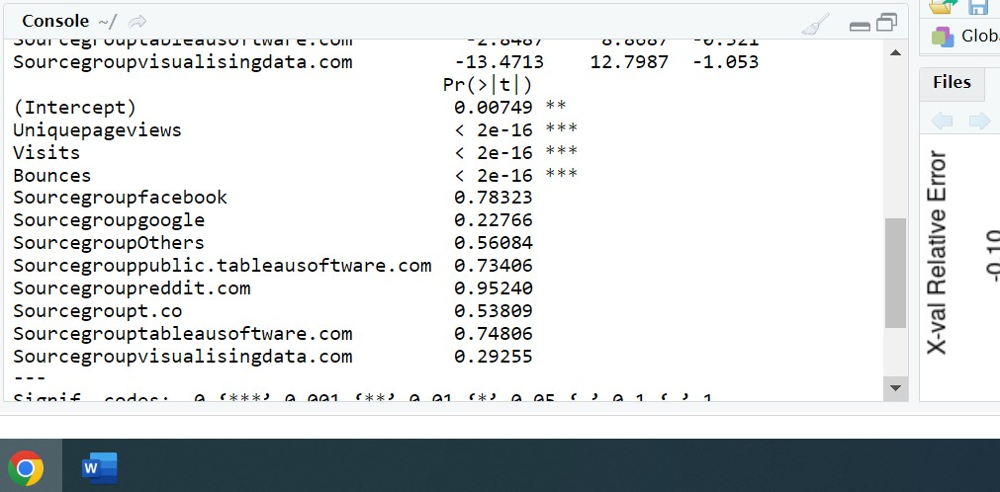 Console ~/
Sourcegrouptableausoftware.com -2.8487 8.8687 -0.321
Sourcegroupvisualisingdata.com -13.4713 12.7987 -1.053
Pr(>|t|)
(Intercept) 0.00749 **
Uniquepageviews < 2e-16 ***
Visits < 2e-16 ***
Bounces < 2e-16 ***
Sourcegroupfacebook 0.78323
Sourcegroupgoogle 0.22766
SourcegroupOthers 0.56084
Sourcegrouppublic.tableausoftware.com 0.73406
Sourcegroupreddit.com 0.95240
Sourcegroupt.co 0.53809
Sourcegrouptableausoftware.com 0.74806
Sourcegroupvisualisingdata.com 0.29255
---
Signif. codes: 0 ‘***’ 0.001 ‘**’ 0.01 ‘*’ 0.05 ‘.’ 0.1 ‘ ’ 1
Globa
Files
X-val Relative Error
-0.10
W